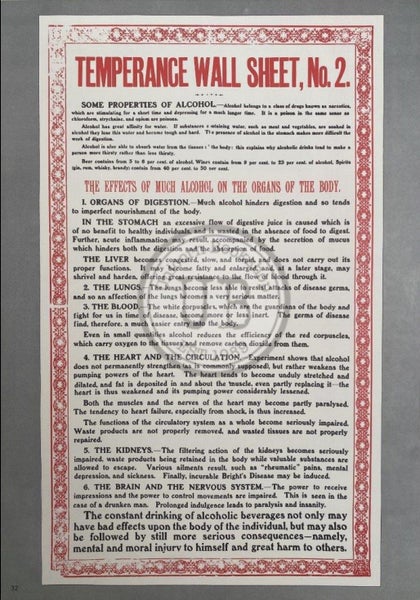 TEMPERANCE WALL SHEET, No. 2.
SOME PROPERTIES OF ALCOHOL.—Alcohol belongs to a class of drugs known as narcotics,
which are stimulating for a short time and depressing for a much longer time. It is a poison in the same sense as
chloroform, strychnine, and opium are poisons.
Alcohol has great affinity for water. If substances containing water, such as meat and vegetables, are soaked in
alcohol they lose this water and become tough and hard. The presence of alcohol in the stomach makes more difficult the
work of digestion.
Alcohol is also able to absorb water from the tissues of the body; this explains why alcoholic drinks tend to make a
person more thirsty rather than less thirsty.
Beer contains from 5 to 8 per cent. of alcohol. Wines contain from 8 per cent. to 23 per cent. of alcohol. Spirits
(gin, rum, whisky, brandy) contain from 40 per cent. to 50 per cent.
THE EFFECTS OF MUCH ALCOHOL ON THE ORGANS OF THE BODY.
1. ORGANS OF DIGESTION.—Much alcohol hinders digestion and so tends
to imperfect nourishment of the body.
IN THE STOMACH an excessive flow of digestive juice is caused which is
of no benefit to healthy individuals and is harmful in the absence of food to digest.
Further, acute inflammation may result, accompanied by the secretion of mucus
which hinders both the digestion and the absorption of food.
THE LIVER becomes congested, slow, and torpid, and does not carry out its
proper functions. It may become fatty and enlarged, or, in a later stage, may
shrivel and harden, offering great resistance to the flow of blood through it.
2. THE LUNGS have less power to resist the germs of disease germs,
and so an affection of the lungs becomes a very serious matter.
3. THE BLOOD. The white corpuscles, which are the guardians of the body and
fight for us in time of disease, become more or less inert. The germs of disease
find, therefore, a much easier entry into the body.
Even in small quantities alcohol reduces the efficiency of the red corpuscles,
which carry oxygen to the tissues and remove carbon dioxide from them.
4. THE HEART AND THE CIRCULATION. Experiment shows that alcohol
does not permanently strengthen (as is commonly supposed), but rather weakens the
pumping powers of the heart. The heart tends to become unduly stretched and
dilated, and fat is deposited in and about the muscle, even partly replacing it—the
heart is thus weakened and its pumping power considerably lessened.
Both the muscles and the nerves of the heart may become partly paralysed.
The tendency to heart failure, especially from shock, is thus increased.
The functions of the circulatory system as a whole become seriously impaired.
Waste products are not properly removed, and wasted tissues are not properly
repaired.
5. THE KIDNEYS.—The filtering action of the kidneys becomes seriously
impaired, waste products being retained in the body while valuable substances are
allowed to escape. Various ailments result, such as "rheumatic" pains, mental
depression, and sickness. Finally, incurable Bright's Disease may be induced.
6. THE BRAIN AND THE NERVOUS SYSTEM.—The power to receive
impressions and the power to control movements are impaired. This is seen in the
case of a drunken man. Prolonged indulgence leads to paralysis and insanity.
The constant drinking of alcoholic beverages not only may
have bad effects upon the body of the individual, but may also
be followed by still more serious consequences—namely,
mental and moral injury to himself and great harm to others.
32